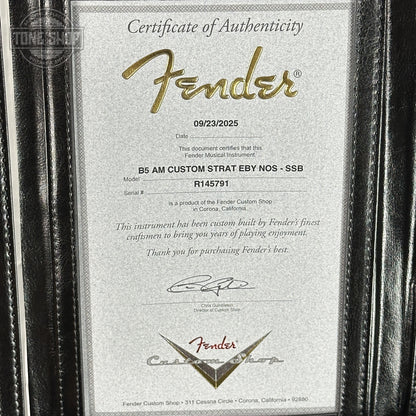 TONE SHOP
Certificate of Authenticity
Fender®
09/23/2025
Date
This document certifies that this
Fender Musical Instrument
B5 AM CUSTOM STRAT EBY NOS - SSB
Model
R145791
Serial #
is a product of the Fender Custom Shop
in Corona, California.
This instrument has been custom built by Fender's finest
craftsmen to bring you years of playing enjoyment.
Thank you for purchasing Fender's best.
Director of Custom Shop
Fender
Custom Shop
Fender Custom Shop • 311 Cessna Circle • Corona, California • 92880